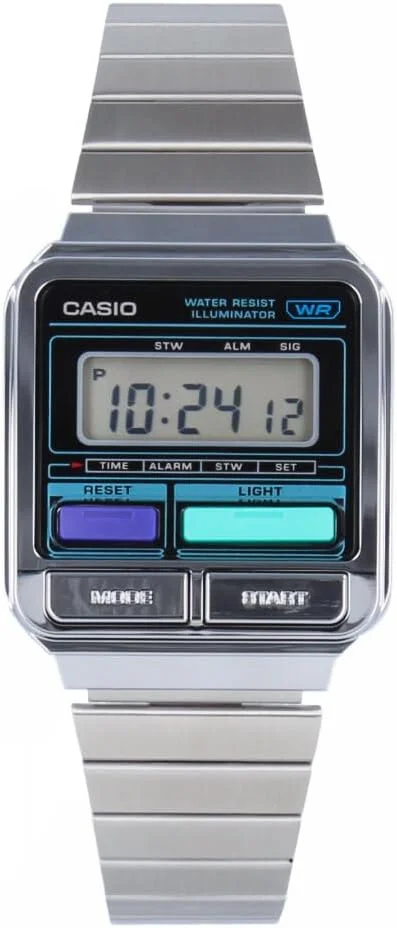 CASIO
WATER RESIST
ILLUMINATOR
WR
STW ALM SIG
P
10:24 12
TIME ALARM STW SET
RESET LIGHT
MODE START